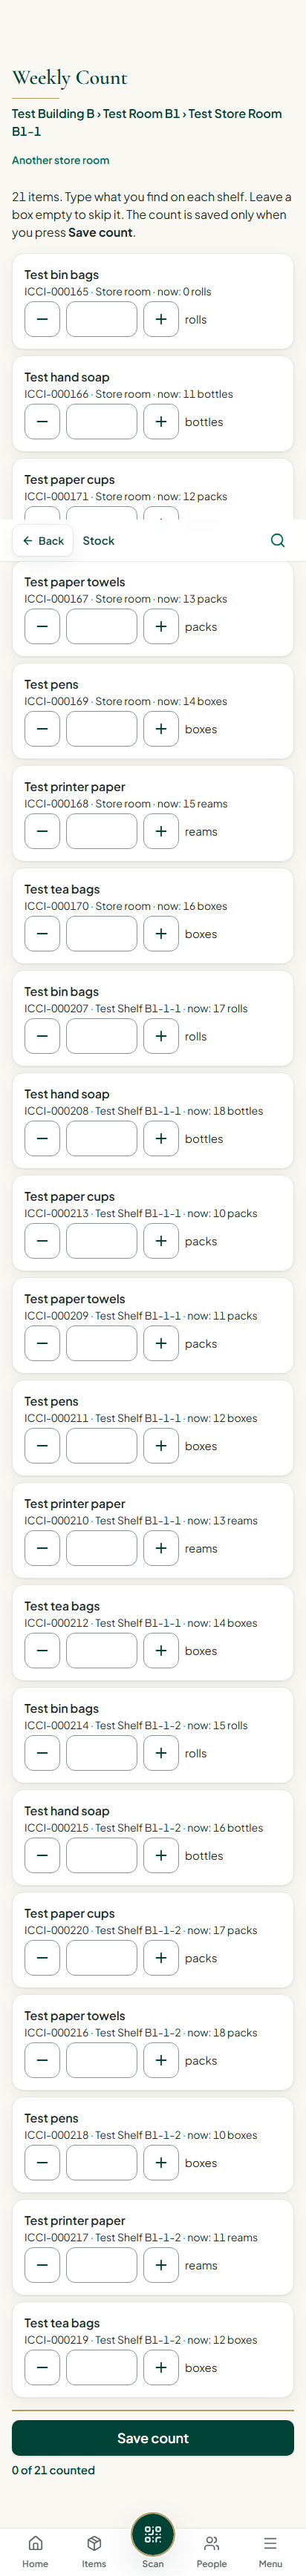 Weekly Count
Test Building B › Test Room B1 › Test Store Room
B1-1
Another store room
21 items. Type what you find on each shelf. Leave a
box empty to skip it. The count is saved only when
you press Save count.
Test bin bags
ICCI-000165 · Store room · now: 0 rolls
− + rolls
Test hand soap
ICCI-000166 · Store room · now: 11 bottles
− + bottles
Test paper cups
ICCI-000171 · Store room · now: 12 packs
← Back Stock
Test paper towels
ICCI-000167 · Store room · now: 13 packs
− + packs
Test pens
ICCI-000169 · Store room · now: 14 boxes
− + boxes
Test printer paper
ICCI-000168 · Store room · now: 15 reams
− + reams
Test tea bags
ICCI-000170 · Store room · now: 16 boxes
− + boxes
Test bin bags
ICCI-000207 · Test Shelf B1-1-1 · now: 17 rolls
− + rolls
Test hand soap
ICCI-000208 · Test Shelf B1-1-1 · now: 18 bottles
− + bottles
Test paper cups
ICCI-000213 · Test Shelf B1-1-1 · now: 10 packs
− + packs
Test paper towels
ICCI-000209 · Test Shelf B1-1-1 · now: 11 packs
− + packs
Test pens
ICCI-000211 · Test Shelf B1-1-1 · now: 12 boxes
− + boxes
Test printer paper
ICCI-000210 · Test Shelf B1-1-1 · now: 13 reams
− + reams
Test tea bags
ICCI-000212 · Test Shelf B1-1-1 · now: 14 boxes
− + boxes
Test bin bags
ICCI-000214 · Test Shelf B1-1-2 · now: 15 rolls
− + rolls
Test hand soap
ICCI-000215 · Test Shelf B1-1-2 · now: 16 bottles
− + bottles
Test paper cups
ICCI-000220 · Test Shelf B1-1-2 · now: 17 packs
− + packs
Test paper towels
ICCI-000216 · Test Shelf B1-1-2 · now: 18 packs
− + packs
Test pens
ICCI-000218 · Test Shelf B1-1-2 · now: 10 boxes
− + boxes
Test printer paper
ICCI-000217 · Test Shelf B1-1-2 · now: 11 reams
− + reams
Test tea bags
ICCI-000219 · Test Shelf B1-1-2 · now: 12 boxes
− + boxes
Save count
0 of 21 counted
Home Items Scan People Menu